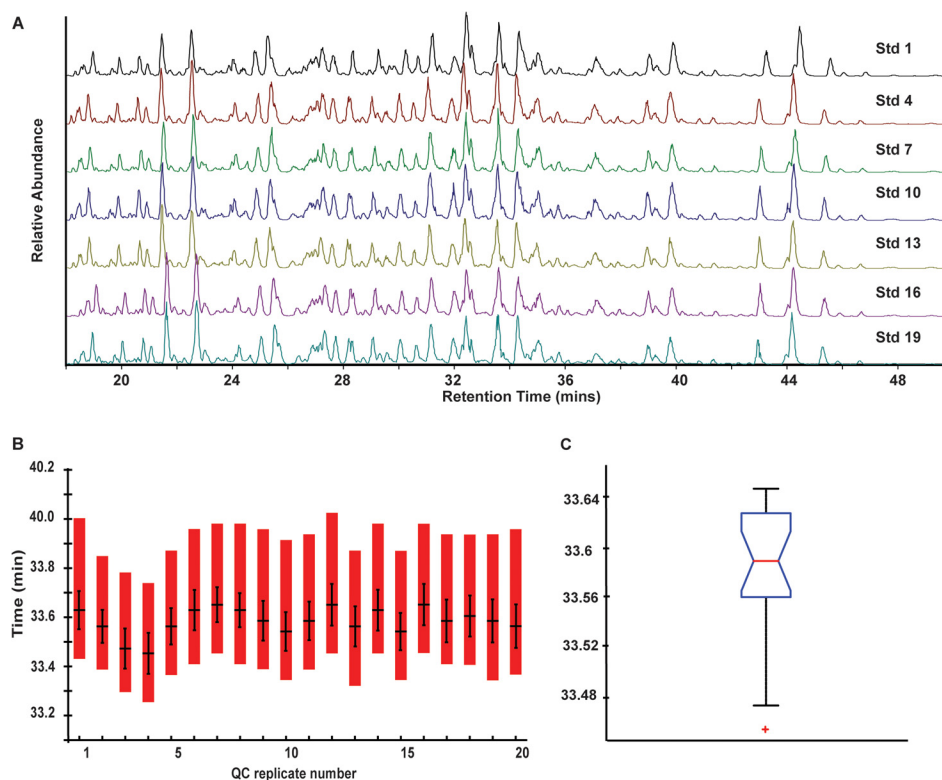 A
Relative Abundance
Std 1
Std 4
Std 7
Std 10
Std 13
Std 16
Std 19
20 24 28 32 36 40 44 48
Retention Time (mins)
B
Time (min)
40.2
40.0
33.8
33.6
33.4
33.2
1 5 10 15 20
QC replicate number
C
33.64
33.6
33.56
33.52
33.48